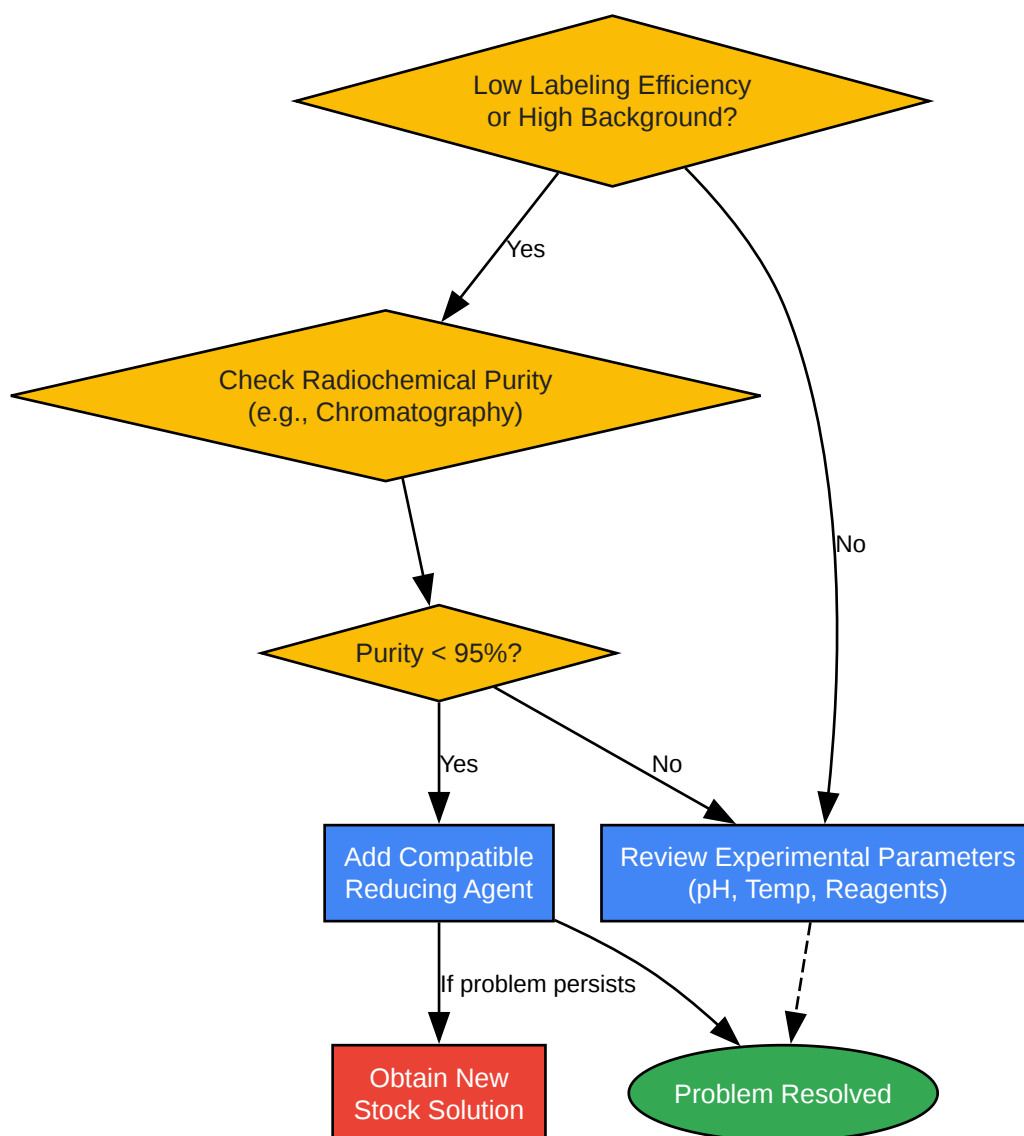 Low Labeling Efficiency
or High Background?
Yes
Check Radiochemical Purity
(e.g., Chromatography)
No
Purity < 95%?
Yes
No
Add Compatible
Reducing Agent
Review Experimental Parameters
(pH, Temp, Reagents)
If problem persists
Obtain New
Stock Solution
Problem Resolved